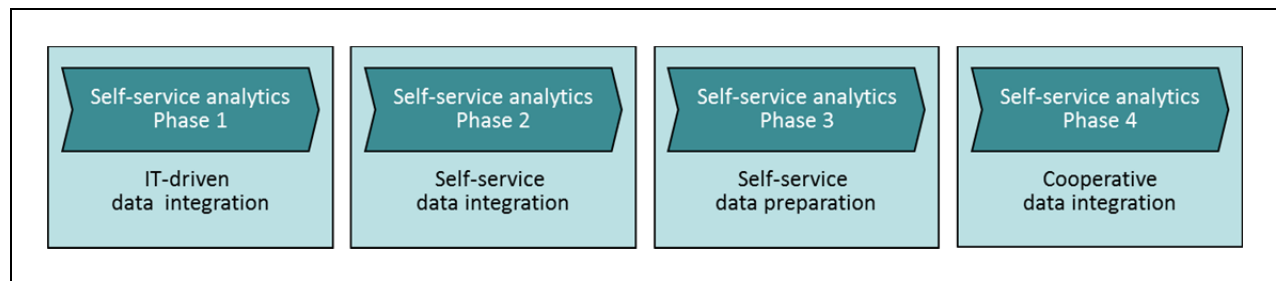 Self-service analytics
Phase 1
IT-driven
data integration
Self-service analytics
Phase 2
Self-service
data integration
Self-service analytics
Phase 3
Self-service
data preparation
Self-service analytics
Phase 4
Cooperative
data integration